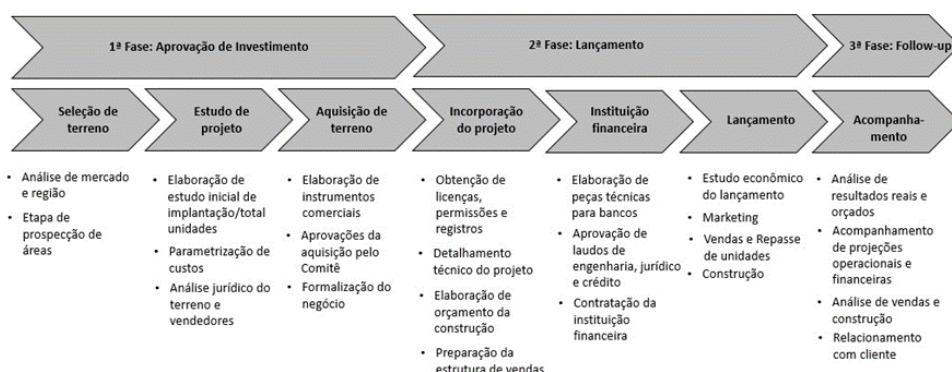 1ª Fase: Aprovação de Investimento
2ª Fase: Lançamento
3ª Fase: Follow-up
Seleção de
terreno
Estudo de
projeto
Aquisição de
terreno
Incorporação
do projeto
Instituição
financeira
Lançamento
Acompanha-
mento
• Análise de mercado
e região
• Etapa de
prospecção de
áreas
• Elaboração de
estudo inicial de
implantação/total
unidades
• Parametrização de
custos
• Análise jurídico do
terreno e
vendedores
• Elaboração de
instrumentos
comerciais
• Aprovações da
aquisição pelo
Comitê
• Formalização do
negócio
• Obtenção de
licenças,
permissões e
registros
• Detalhamento
técnico do projeto
• Elaboração de
orçamento da
construção
• Preparação da
estrutura de vendas
• Elaboração de
peças técnicas
para bancos
• Aprovação de
laudos de
engenharia, jurídico
e crédito
• Contratação da
instituição
financeira
• Estudo econômico
do lançamento
• Marketing
• Vendas e Repasse
de unidades
• Construção
• Análise de
resultados reais e
orçados
• Acompanhamento
de projeções
operacionais e
financeiras
• Análise de vendas e
construção
• Relacionamento
com cliente